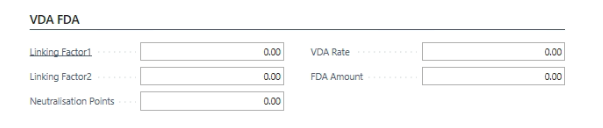 VDA FDA
Linking Factor1 0.00 VDA Rate 0.00
Linking Factor2 0.00 FDA Amount 0.00
Neutralisation Points 0.00